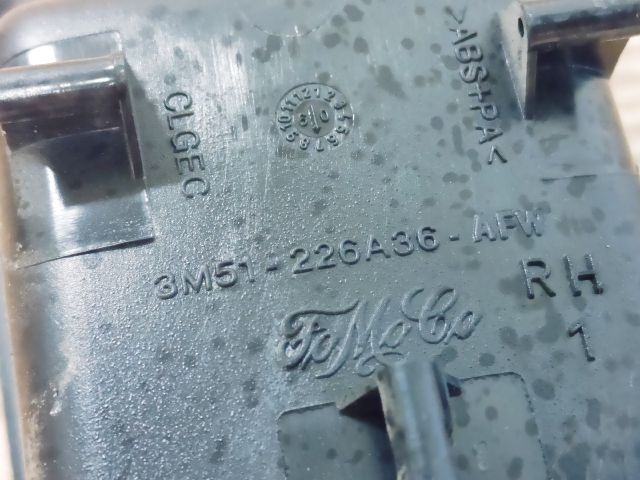 CLGEC
>ABS+PA<
3M51-226A36-AFW
RH
1
FoMoCo